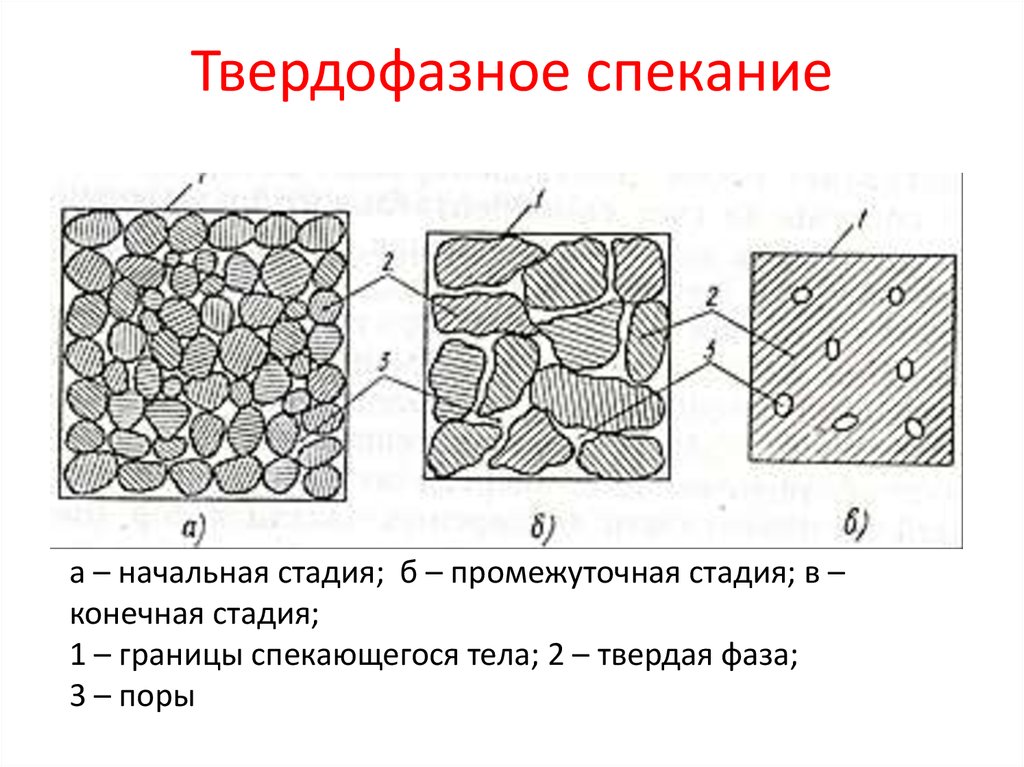 Твердофазное спекание
1
1
2
3
2
3
1
а)
б)
б)
а – начальная стадия; б – промежуточная стадия; в –
конечная стадия;
1 – границы спекающегося тела; 2 – твердая фаза;
3 – поры